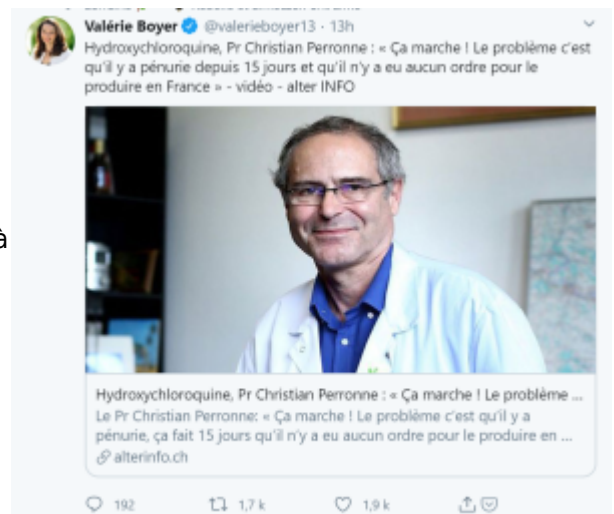 Valérie Boyer @valerieboyer13 · 13h
Hydroxychloroquine, Pr Christian Perronne : « Ça marche ! Le problème c'est
qu'il y a pénurie depuis 15 jours et qu'il n'y a eu aucun ordre pour le
produire en France » - vidéo - alter INFO
à
Hydroxychloroquine, Pr Christian Perronne : « Ça marche ! Le problème ...
Le Pr Christian Perronne: « Ça marche ! Le problème c'est qu'il y a
pénurie, ça fait 15 jours qu'il n'y a eu aucun ordre pour le produire en ...
alterinfo.ch
192 1,7 k 1,9 k